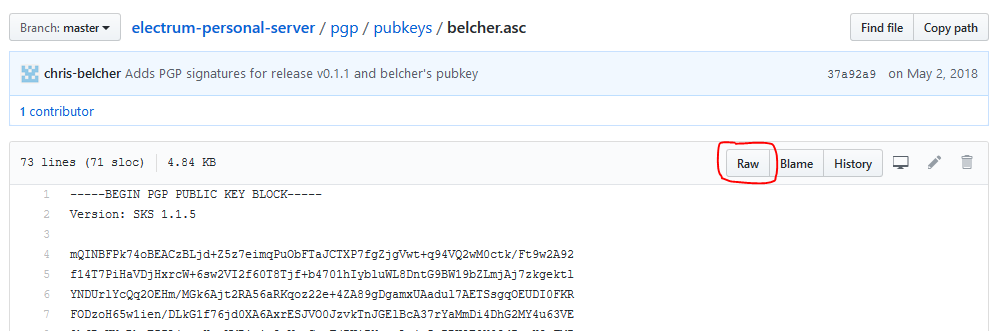 Branch: master electrum-personal-server / pgp / pubkeys / belcher.asc Find file Copy path
chris-belcher Adds PGP signatures for release v0.1.1 and belcher's pubkey 37a92a9 on May 2, 2018
1 contributor
73 lines (71 sloc) 4.84 KB Raw Blame History
1 -----BEGIN PGP PUBLIC KEY BLOCK-----
2 Version: SKS 1.1.5
3
4 mQINBFPk74oBEACzBLjd+Z5z7eimqPuObFTaJCTXP7fgZjgVwt+q94VQ2wM0ctk/Ft9w2A92
5 f14T7PiHaVDjHxrcW+6sw2VI2f60T8Tjf+b4701hIybluWL8DntG9BW19bZLmjAj7zkgektl
6 YNDUrlYcQq2OEHm/MGk6Ajt2RA56aRKqoz22e+4ZA89gDgamxUAadul7AETSsgqOEUDI0FKR
7 FODzoH65w1ien/DLkG1f76jd0XA6AxrESJVO0JzvkTnJGElBcA37rYaMmDi4DhG2MY4u63VE